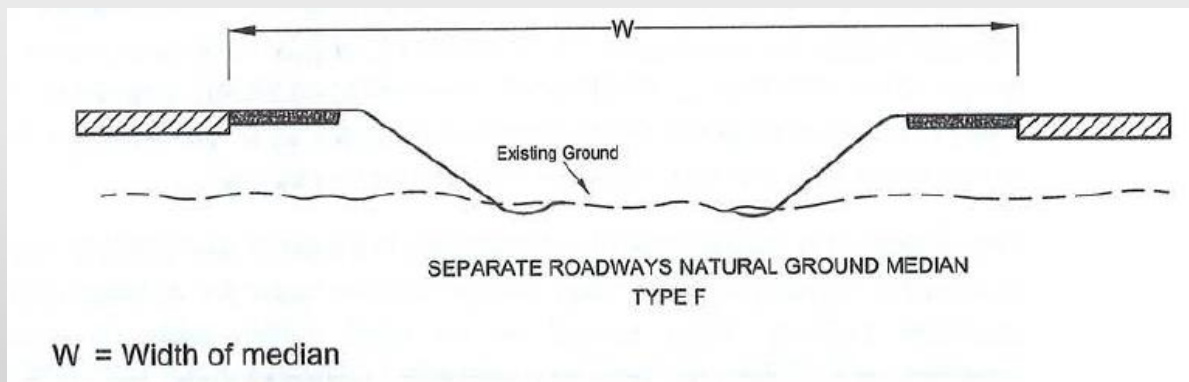 W
Existing Ground
SEPARATE ROADWAYS NATURAL GROUND MEDIAN
TYPE F
W = Width of median